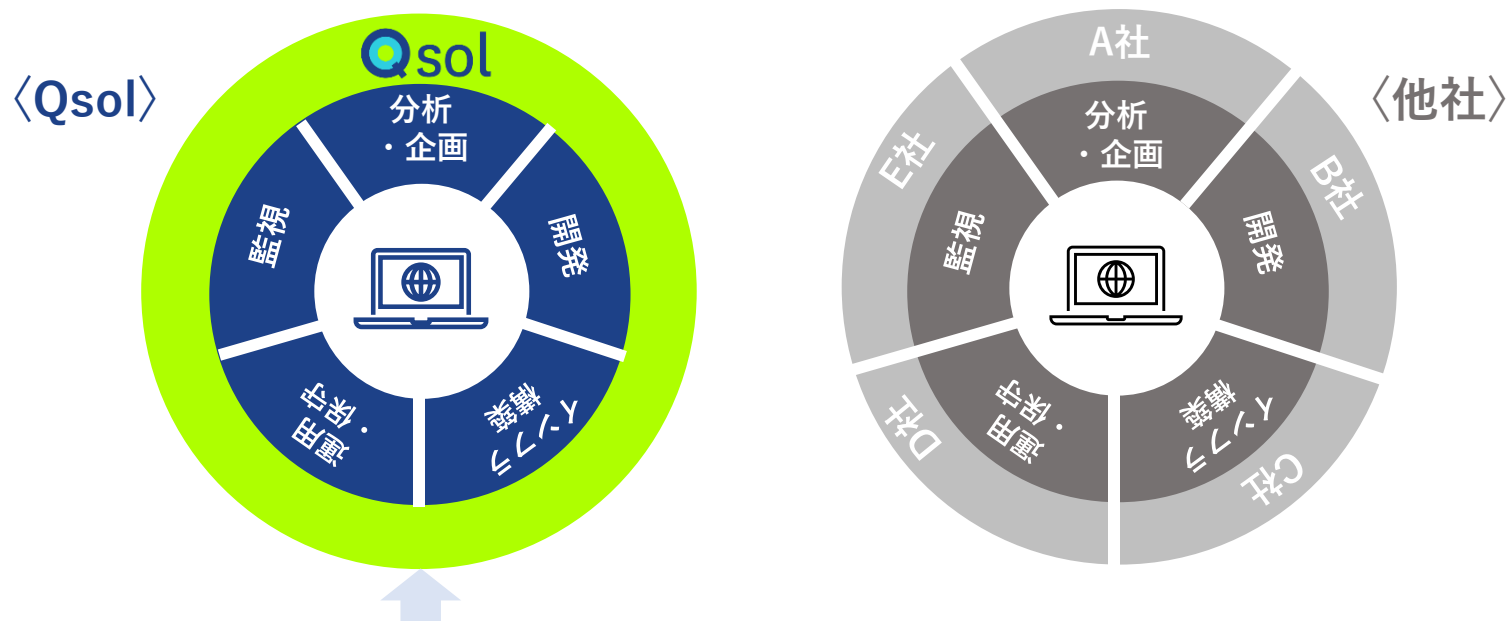 〈Qsol〉
Qsol
分析
・企画
開発
インフラ
構築
運用
・保守
監視
〈他社〉
A社
B社
C社
D社
E社
分析
・企画
開発
インフラ
構築
運用
・保守
監視